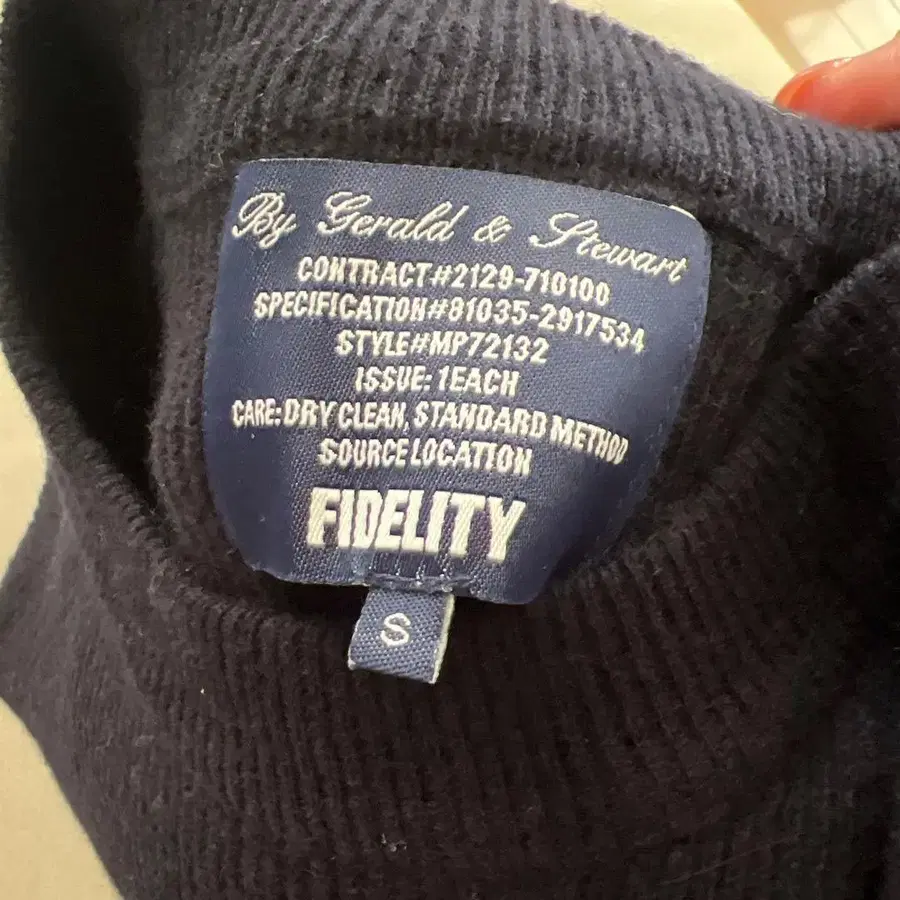 By Gerald & Stewart
CONTRACT#2129-710100
SPECIFICATION#81035-2917534
STYLE#MP72132
ISSUE: 1EACH
CARE: DRY CLEAN, STANDARD METHOD
SOURCE LOCATION
FIDELITY
S